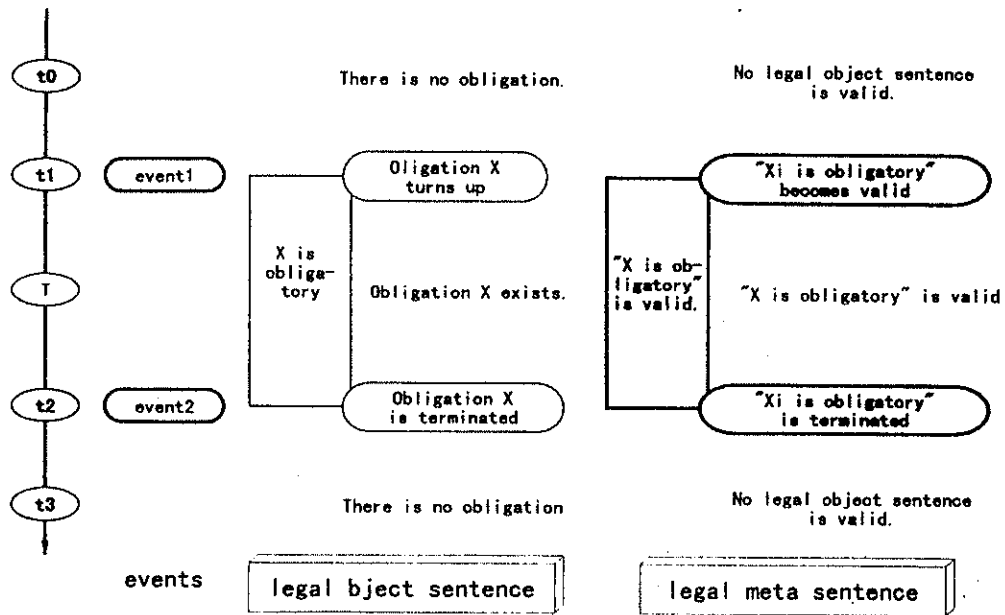 t0
There is no obligation.
No legal object sentence
is valid.
t1
event1
Oligation X
turns up
"Xi is obligatory"
becomes valid
X is
obliga-
tory
"X is ob-
ligatory"
is valid.
T
Obligation X exists.
"X is obligatory" is valid
t2
event2
Obligation X
is terminated
"Xi is obligatory"
is terminated
t3
There is no obligation
No legal object sentence
is valid.
events
legal bject sentence
legal meta sentence